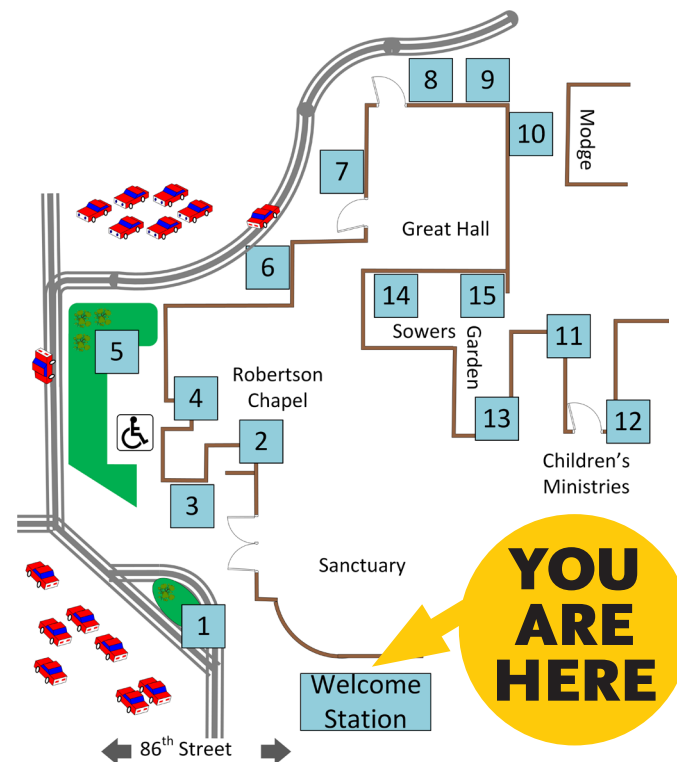 8
9
10
Modge
7
Great Hall
6
14
15
Sowers
Garden
11
5
Robertson
Chapel
4
2
13
12
Children's
Ministries
3
Sanctuary
YOU
ARE
HERE
1
Welcome
Station
86th Street